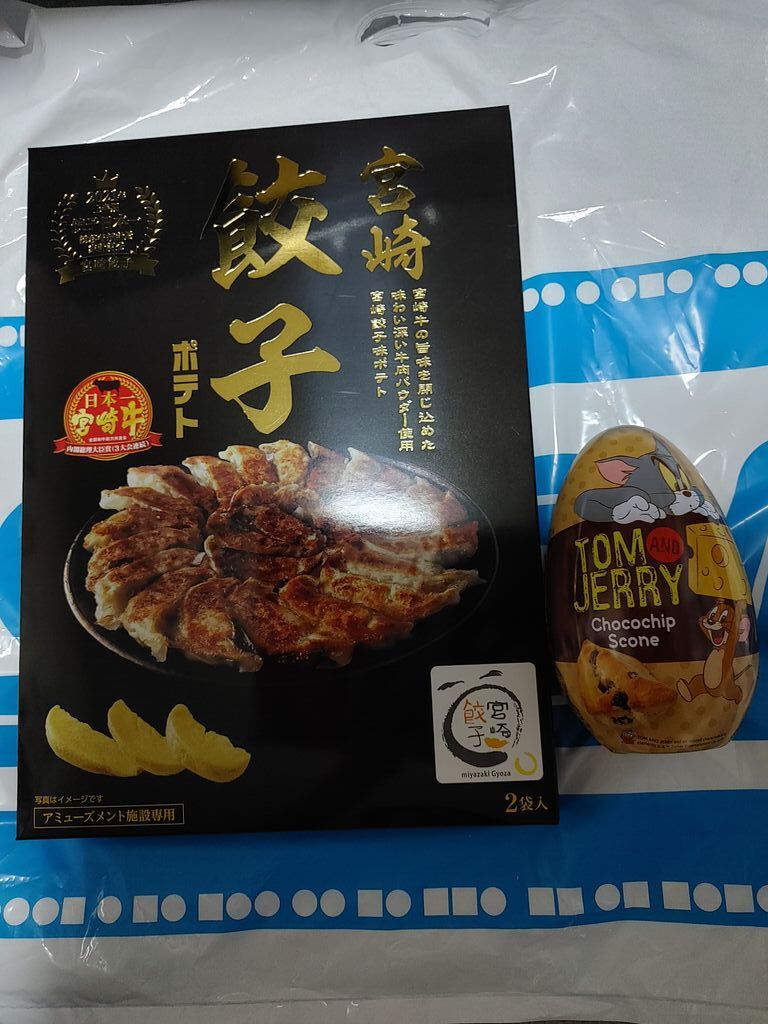 宮崎
餃子
ポテト
宮崎牛の旨味を閉じ込めた
味わい深い牛肉パウダー使用
宮崎餃子味ポテト
日本一
宮崎牛
内閣総理大臣賞(3大会連続)
宮崎
餃子
miyazaki Gyoza
写真はイメージです
アミューズメント施設専用
2袋入
TOM AND
JERRY
Chocochip
Scone